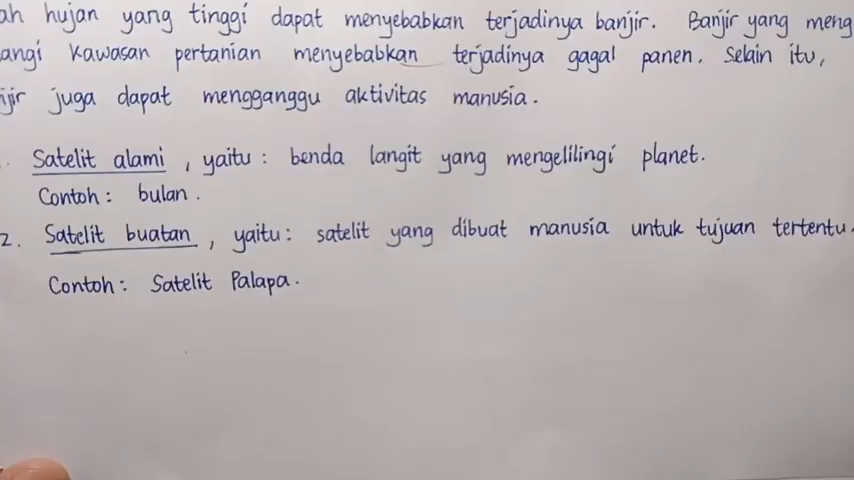 ah hujan yang tinggi dapat menyebabkan terjadinya banjir. Banjir yang meng
angi kawasan pertanian menyebabkan terjadinya gagal panen. Selain itu,
jir juga dapat mengganggu aktivitas manusia.
Satelit alami, yaitu: benda langit yang mengelilingi planet.
Contoh: bulan.
2. Satelit buatan, yaitu: satelit yang dibuat manusia untuk tujuan tertentu.
Contoh: Satelit Palapa.